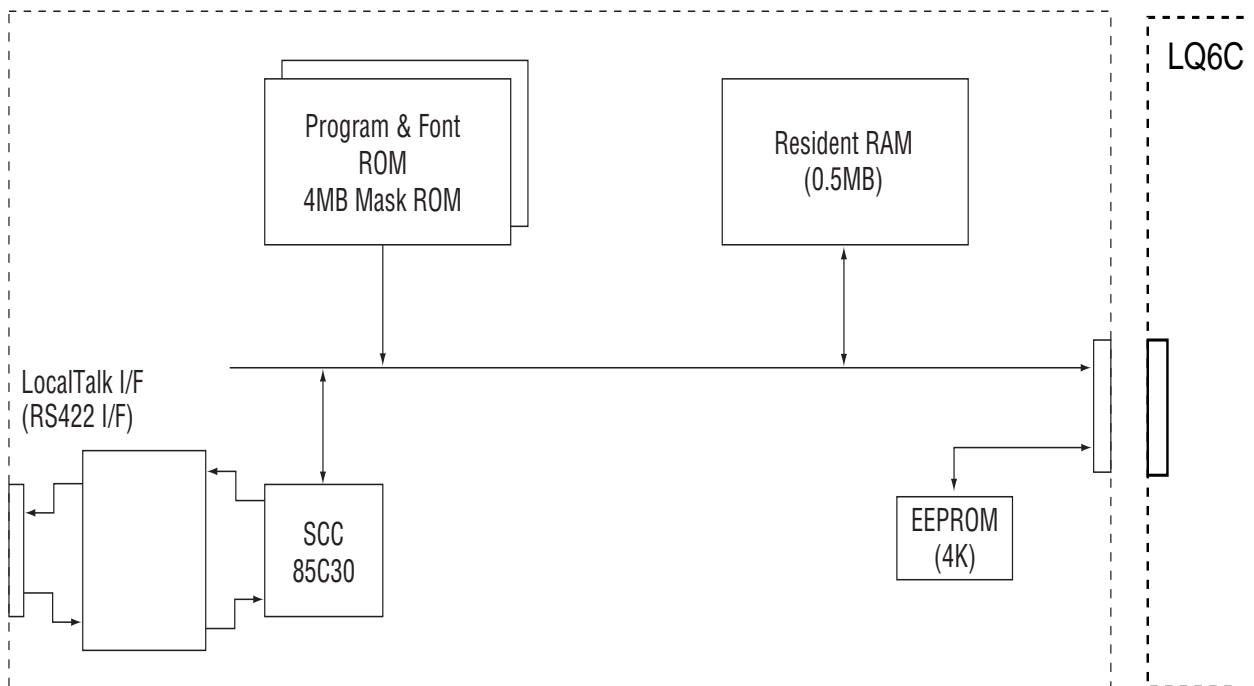 LQ6C
Program & Font
ROM
4MB Mask ROM
Resident RAM
(0.5MB)
LocalTalk I/F
(RS422 I/F)
SCC
85C30
EEPROM
(4K)